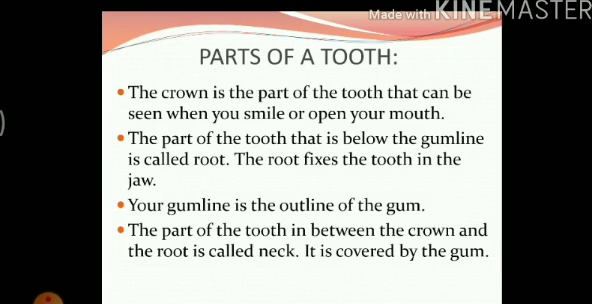 Made with KINEMASTER
PARTS OF A TOOTH:
• The crown is the part of the tooth that can be
seen when you smile or open your mouth.
• The part of the tooth that is below the gumline
is called root. The root fixes the tooth in the
jaw.
• Your gumline is the outline of the gum.
• The part of the tooth in between the crown and
the root is called neck. It is covered by the gum.